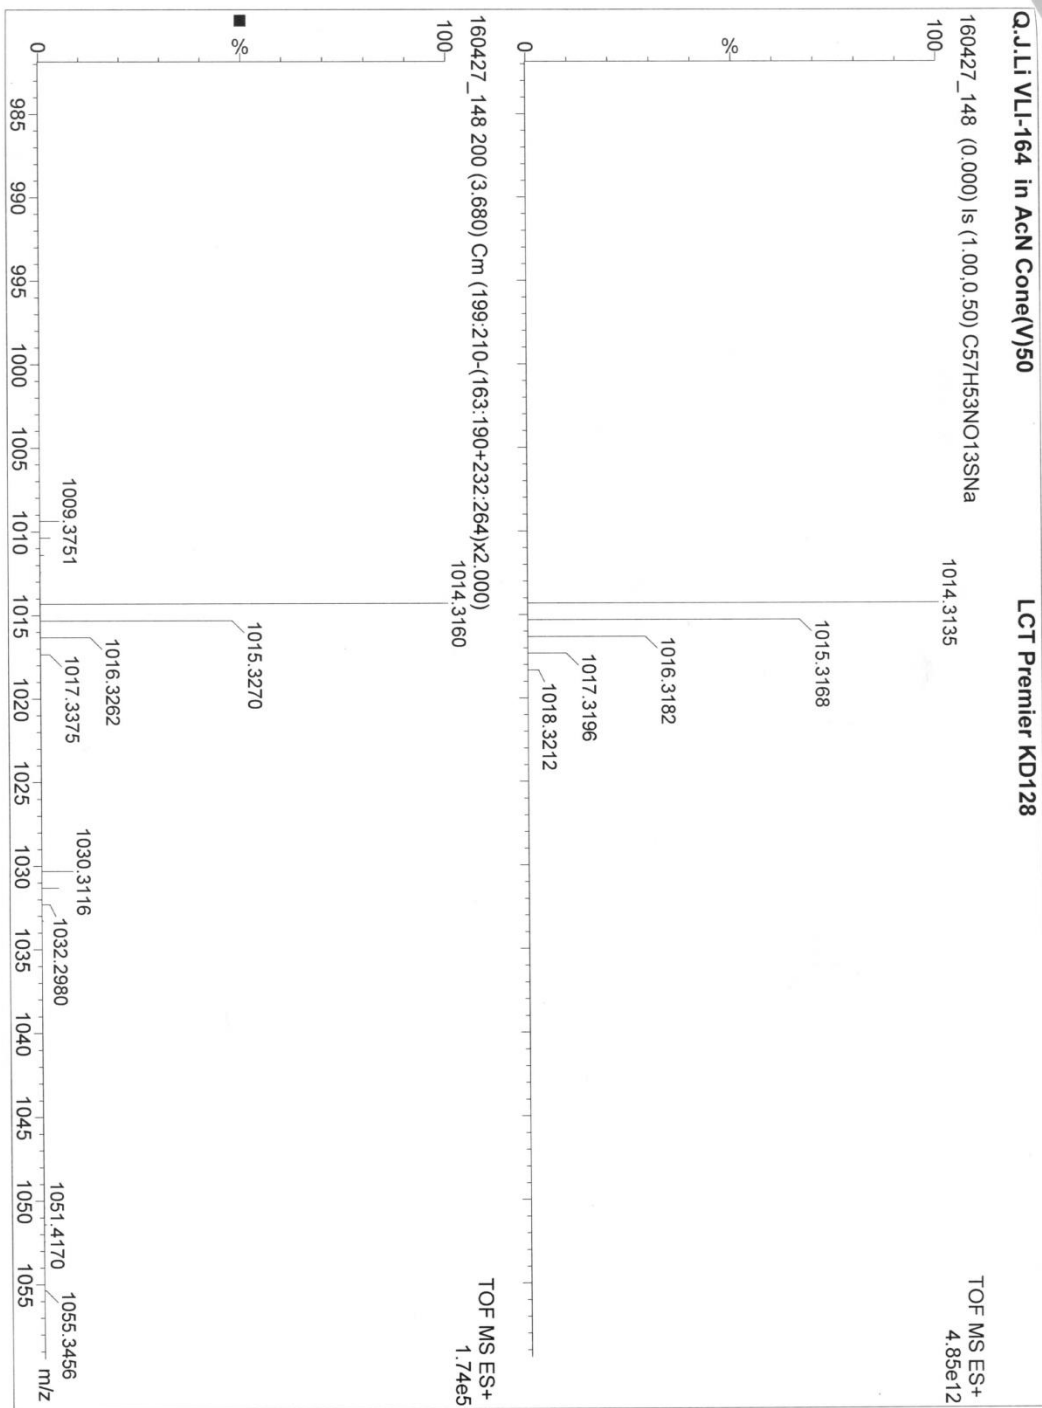 Q.J.Li VLI-164 in AcN Cone(V)50
LCT Premier KD128
160427_148 (0.000) Is (1.00,0.50) C57H53NO13SNa
TOF MS ES+
4.85e12
100
%
0
1014.3135
1015.3168
1016.3182
1017.3196
1018.3212
160427_148 200 (3.680) Cm (199:210-(163:190+232:264)x2.000)
TOF MS ES+
1.74e5
100
%
0
1014.3160
1015.3270
1016.3262
1017.3375
1009.3751
1030.3116
1032.2980
1051.4170
1055.3456
985 990 995 1000 1005 1010 1015 1020 1025 1030 1035 1040 1045 1050 1055 m/z